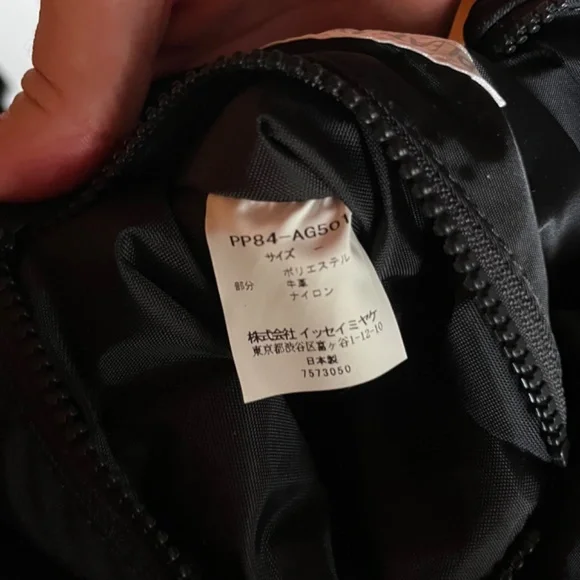 PP84-AG501
サイズ －
ポリエステル
部分 牛革
ナイロン
株式会社 イッセイミヤケ
東京都渋谷区富ヶ谷1-12-10
日本製
7573050